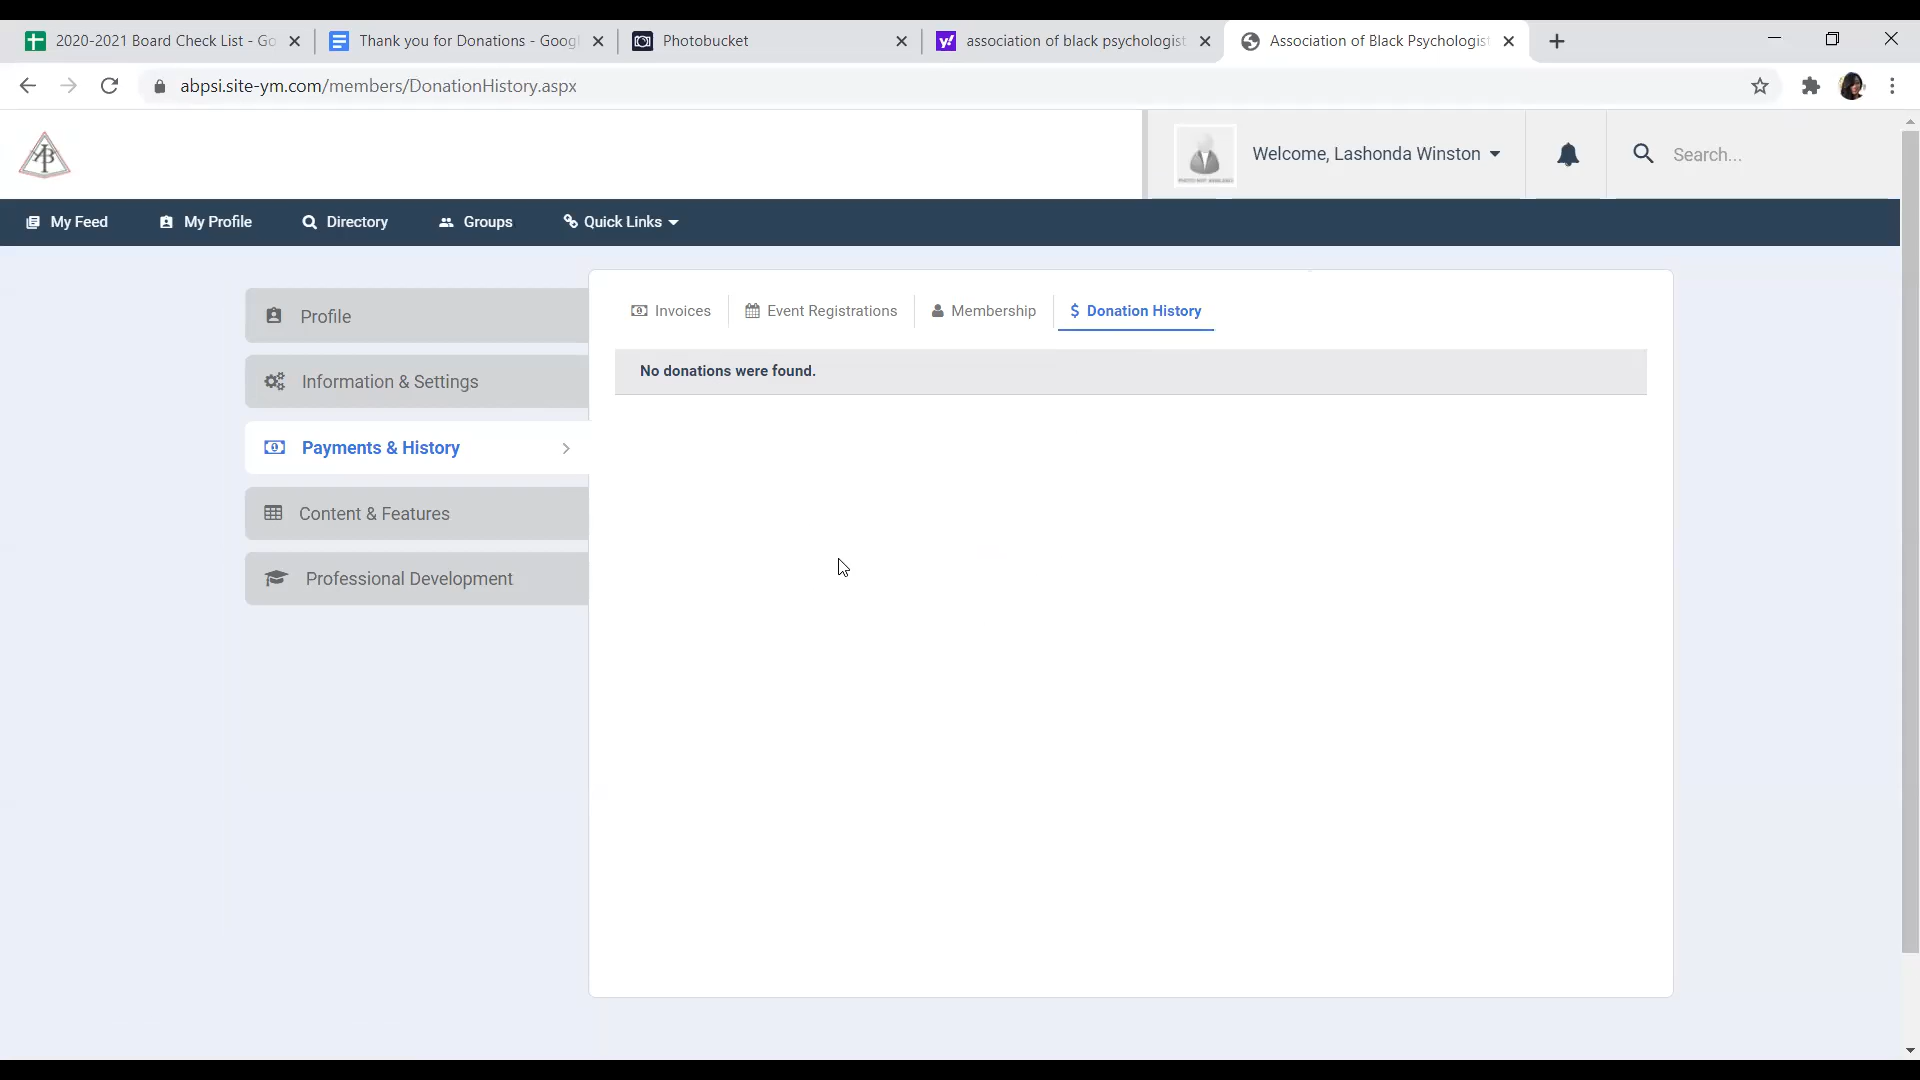 2020-2021 Board Check List - Go
Thank you for Donations - Googl
Photobucket
association of black psychologist
Association of Black Psychologist
abpsi.site-ym.com/members/DonationHistory.aspx
Welcome, Lashonda Winston
Search...
My Feed
My Profile
Directory
Groups
Quick Links
Profile
Information & Settings
Payments & History
Content & Features
Professional Development
Invoices
Event Registrations
Membership
Donation History
No donations were found.